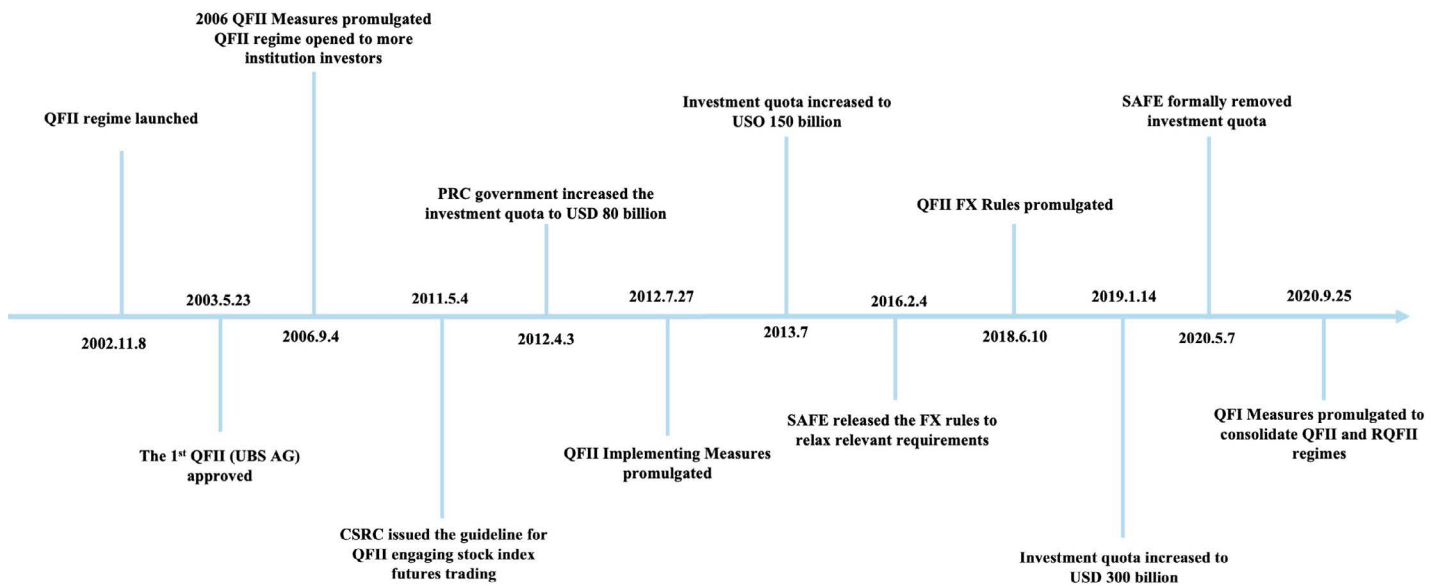 2006 QFII Measures promulgated
QFII regime opened to more
institution investors
QFII regime launched
Investment quota increased to
USO 150 billion
SAFE formally removed
investment quota
PRC government increased the
investment quota to USD 80 billion
QFII FX Rules promulgated
2003.5.23
2011.5.4
2012.7.27
2016.2.4
2019.1.14
2020.9.25
2002.11.8
2006.9.4
2012.4.3
2013.7
2018.6.10
2020.5.7
The 1st QFII (UBS AG)
approved
QFII Implementing Measures
promulgated
SAFE released the FX rules to
relax relevant requirements
QFI Measures promulgated to
consolidate QFII and RQFII
regimes
CSRC issued the guideline for
QFII engaging stock index
futures trading
Investment quota increased to
USD 300 billion